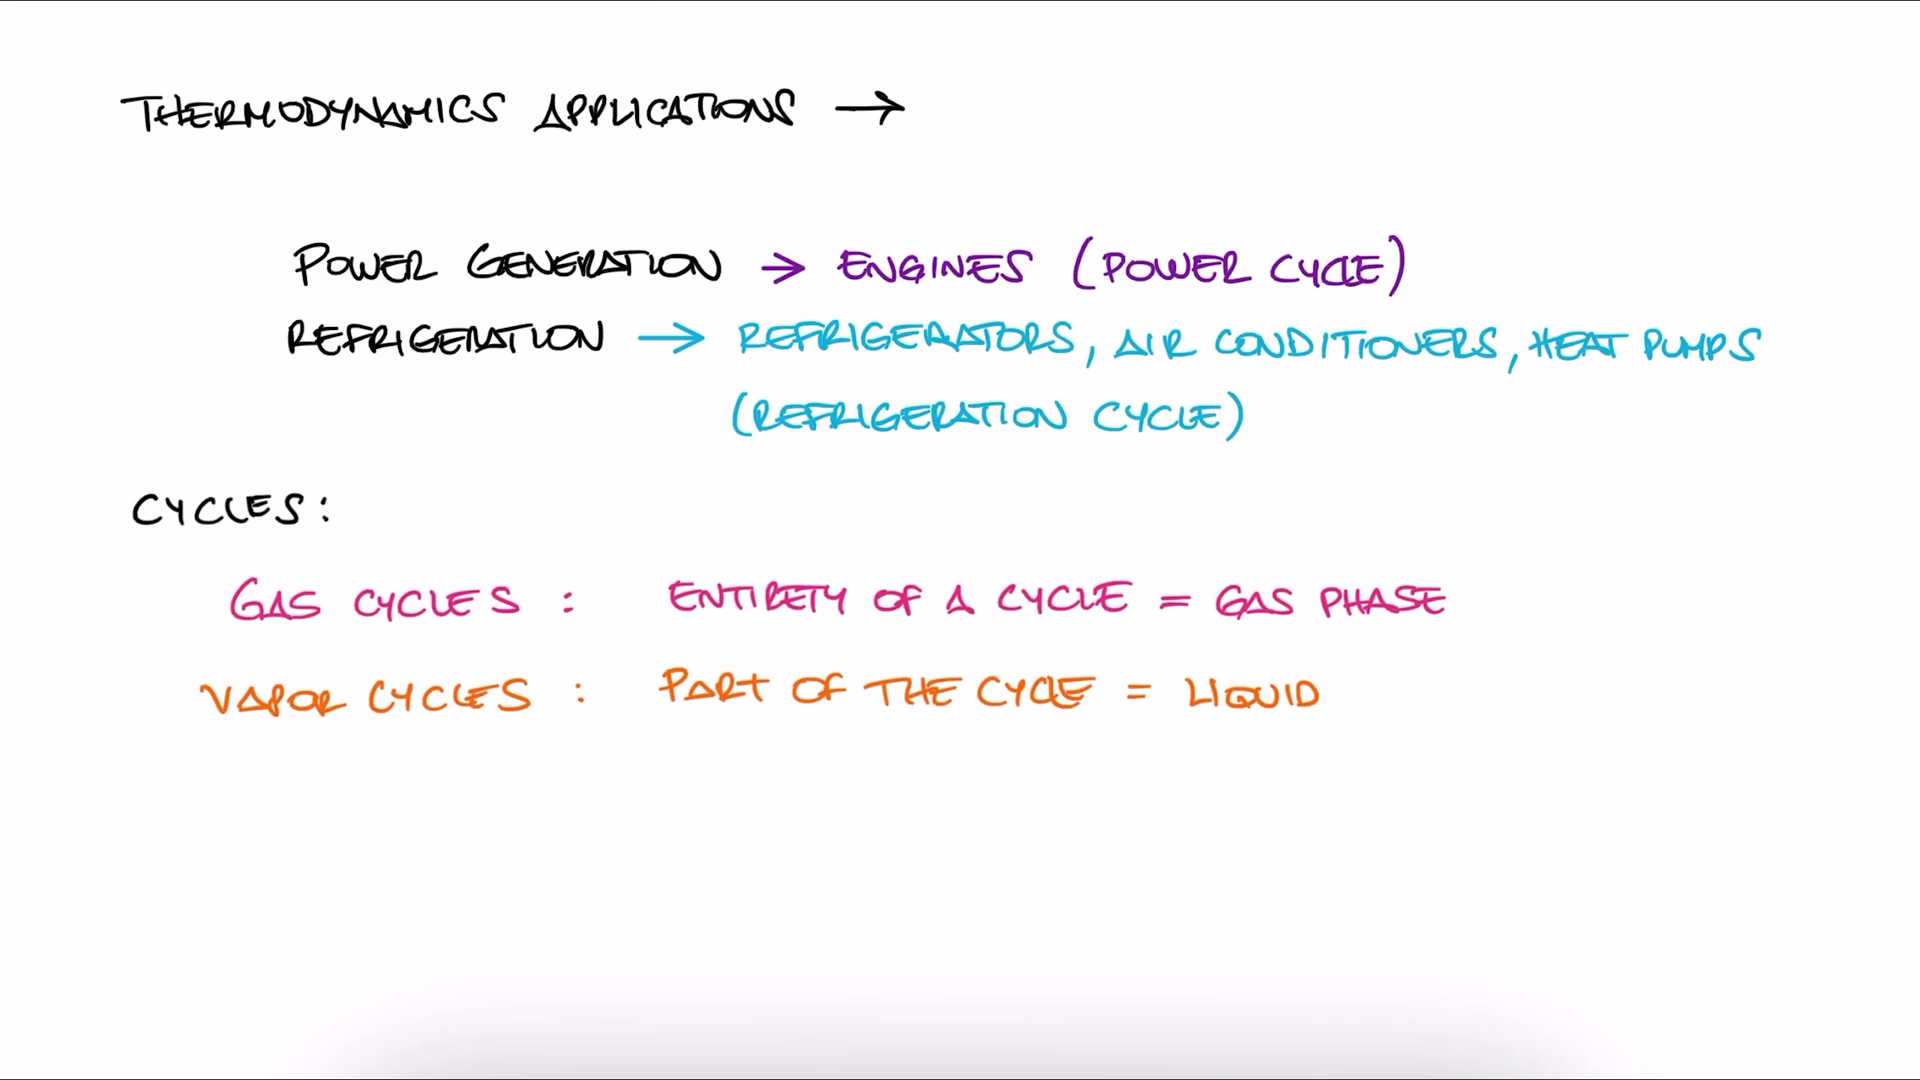 THERMODYNAMICS APPLICATIONS →
POWER GENERATION → ENGINES (POWER CYCLE)
REFRIGERATION → REFRIGERATORS, AIR CONDITIONERS, HEAT PUMPS
(REFRIGERATION CYCLE)
CYCLES:
GAS CYCLES : ENTIRETY OF A CYCLE = GAS PHASE
VAPOR CYCLES : PART OF THE CYCLE = LIQUID